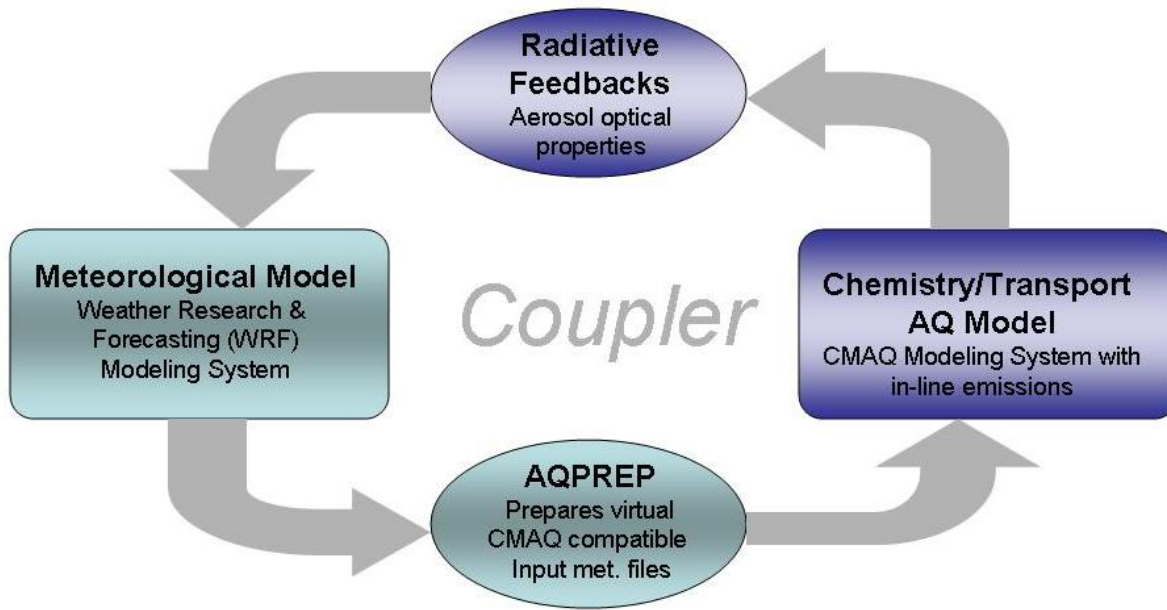 Radiative
Feedbacks
Aerosol optical
properties
Meteorological Model
Weather Research &
Forecasting (WRF)
Modeling System
Coupler
Chemistry/Transport
AQ Model
CMAQ Modeling System with
in-line emissions
AQPREP
Prepares virtual
CMAQ compatible
Input met. files